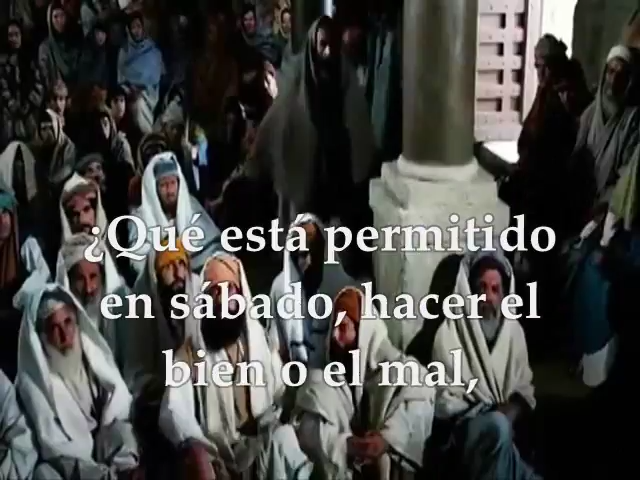 ¿Qué está permitido
en sábado, hacer el
bien o el mal,